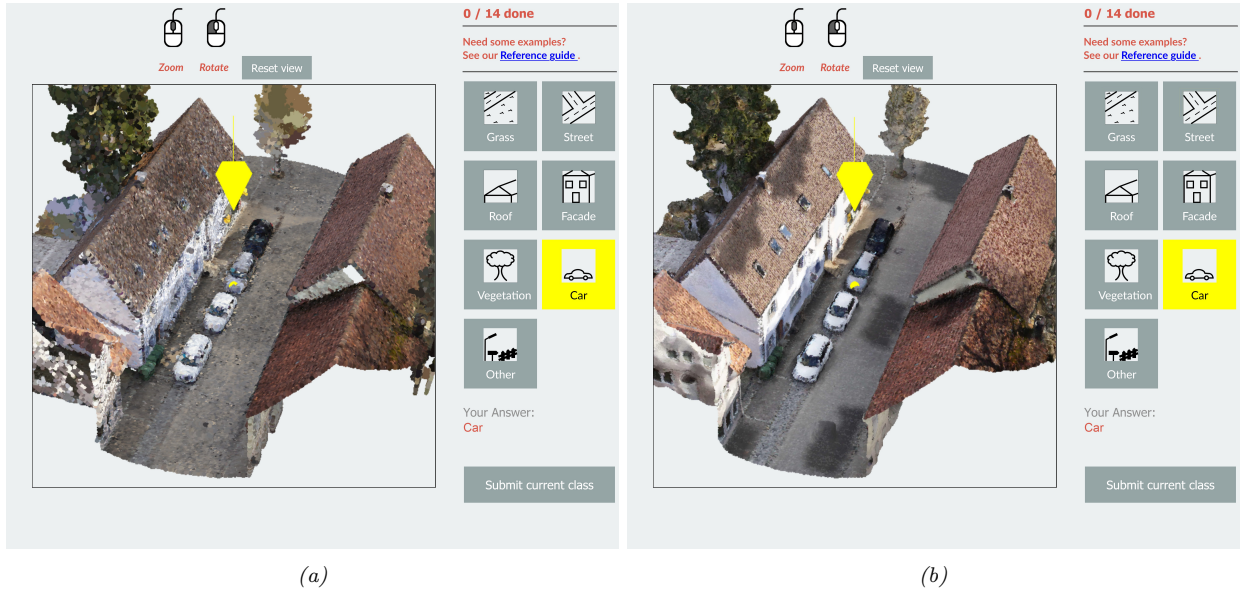 0 / 14 done
Need some examples?
See our Reference guide .
Zoom Rotate Reset view
Grass Street
Roof Facade
Vegetation Car
Other
Your Answer:
Car
Submit current class
(a)
0 / 14 done
Need some examples?
See our Reference guide .
Zoom Rotate Reset view
Grass Street
Roof Facade
Vegetation Car
Other
Your Answer:
Car
Submit current class
(b)